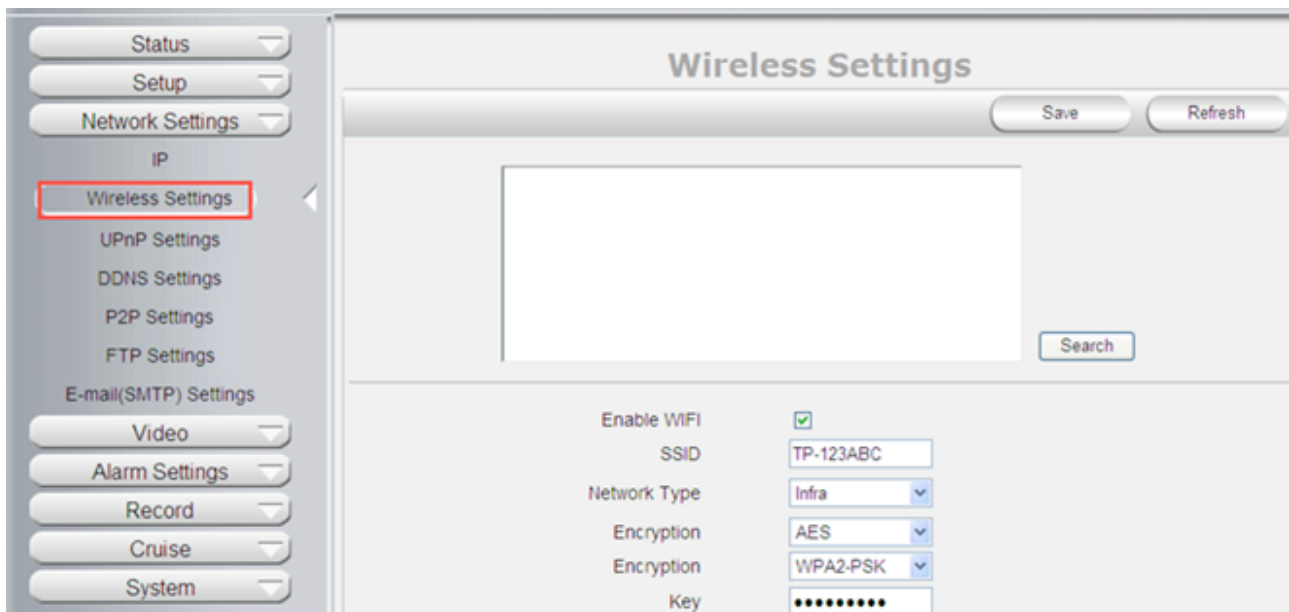 Status
Setup
Network Settings
IP
Wireless Settings
UPnP Settings
DDNS Settings
P2P Settings
FTP Settings
E-mail(SMTP) Settings
Video
Alarm Settings
Record
Cruise
System
Wireless Settings
Save Refresh
Search
Enable WIFI
SSID TP-123ABC
Network Type Infra
Encryption AES
Encryption WPA2-PSK
Key •••••••••